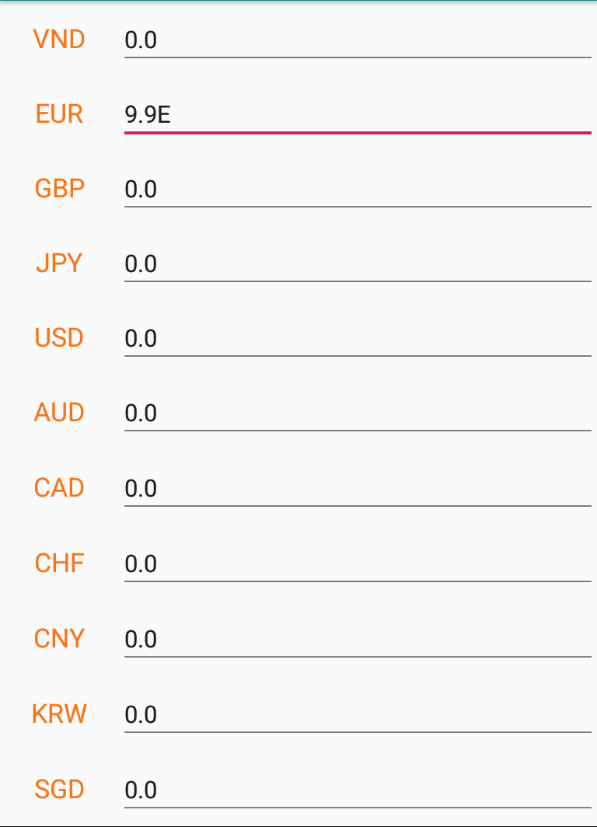 VND 0.0
EUR 9.9E
GBP 0.0
JPY 0.0
USD 0.0
AUD 0.0
CAD 0.0
CHF 0.0
CNY 0.0
KRW 0.0
SGD 0.0